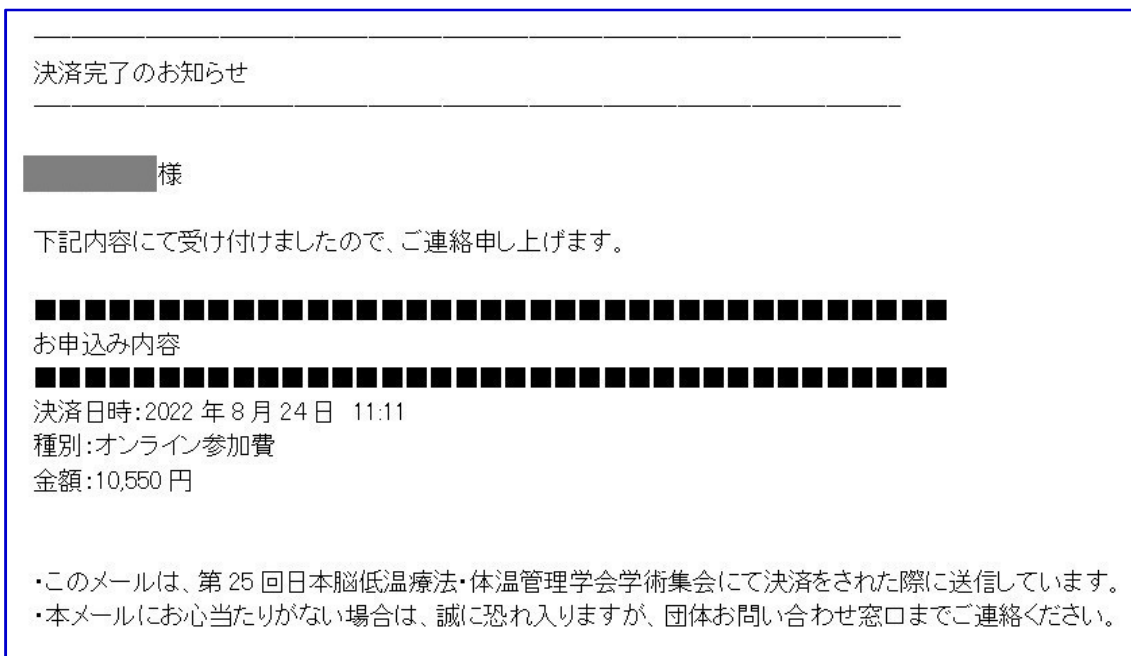 決済完了のお知らせ
様
下記内容にて受け付けましたので、ご連絡申し上げます。
■■■■■■■■■■■■■■■■■■■■■■■■■■■■■■■■■■■■■
お申込み内容
■■■■■■■■■■■■■■■■■■■■■■■■■■■■■■■■■■■■■
決済日時:2022 年 8 月 24 日 11:11
種別:オンライン参加費
金額:10,550 円
・このメールは、第 25 回日本脳低温療法・体温管理学会学術集会にて決済をされた際に送信しています。
・本メールにお心当たりがない場合は、誠に恐れ入りますが、団体お問い合わせ窓口までご連絡ください。